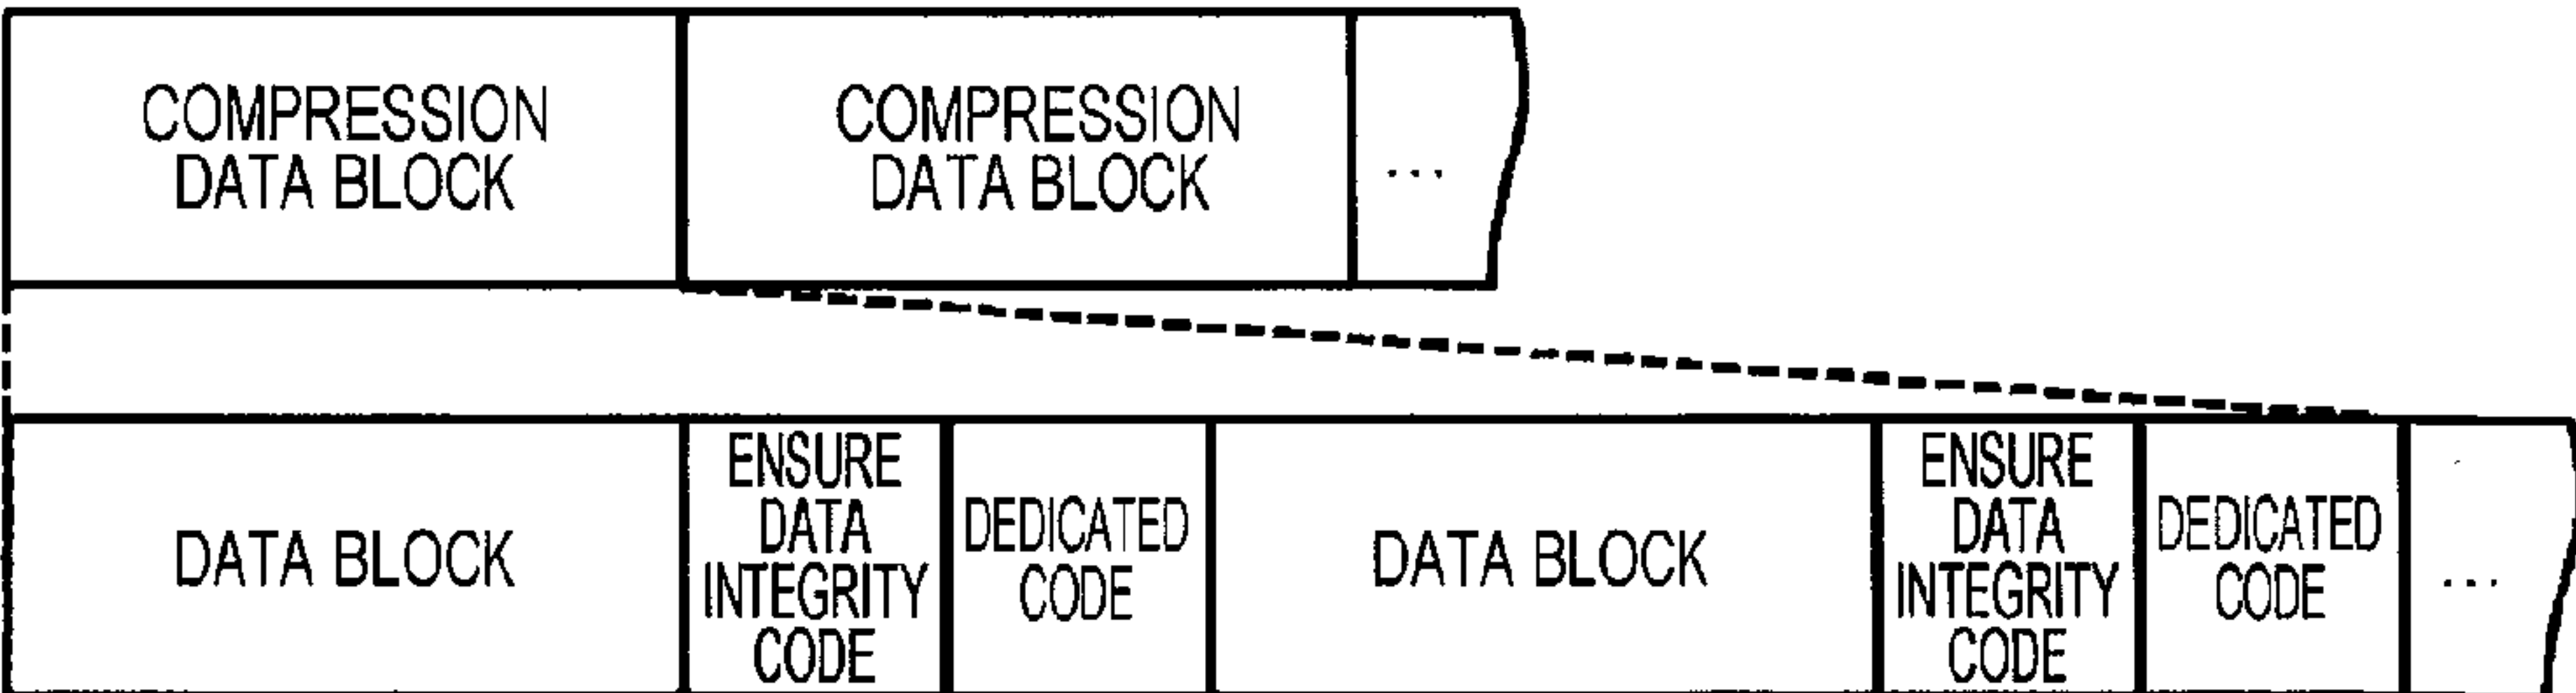 COMPRESSION
DATA BLOCK
COMPRESSION
DATA BLOCK
...
DATA BLOCK
ENSURE
DATA
INTEGRITY
CODE
DEDICATED
CODE
DATA BLOCK
ENSURE
DATA
INTEGRITY
CODE
DEDICATED
CODE
...